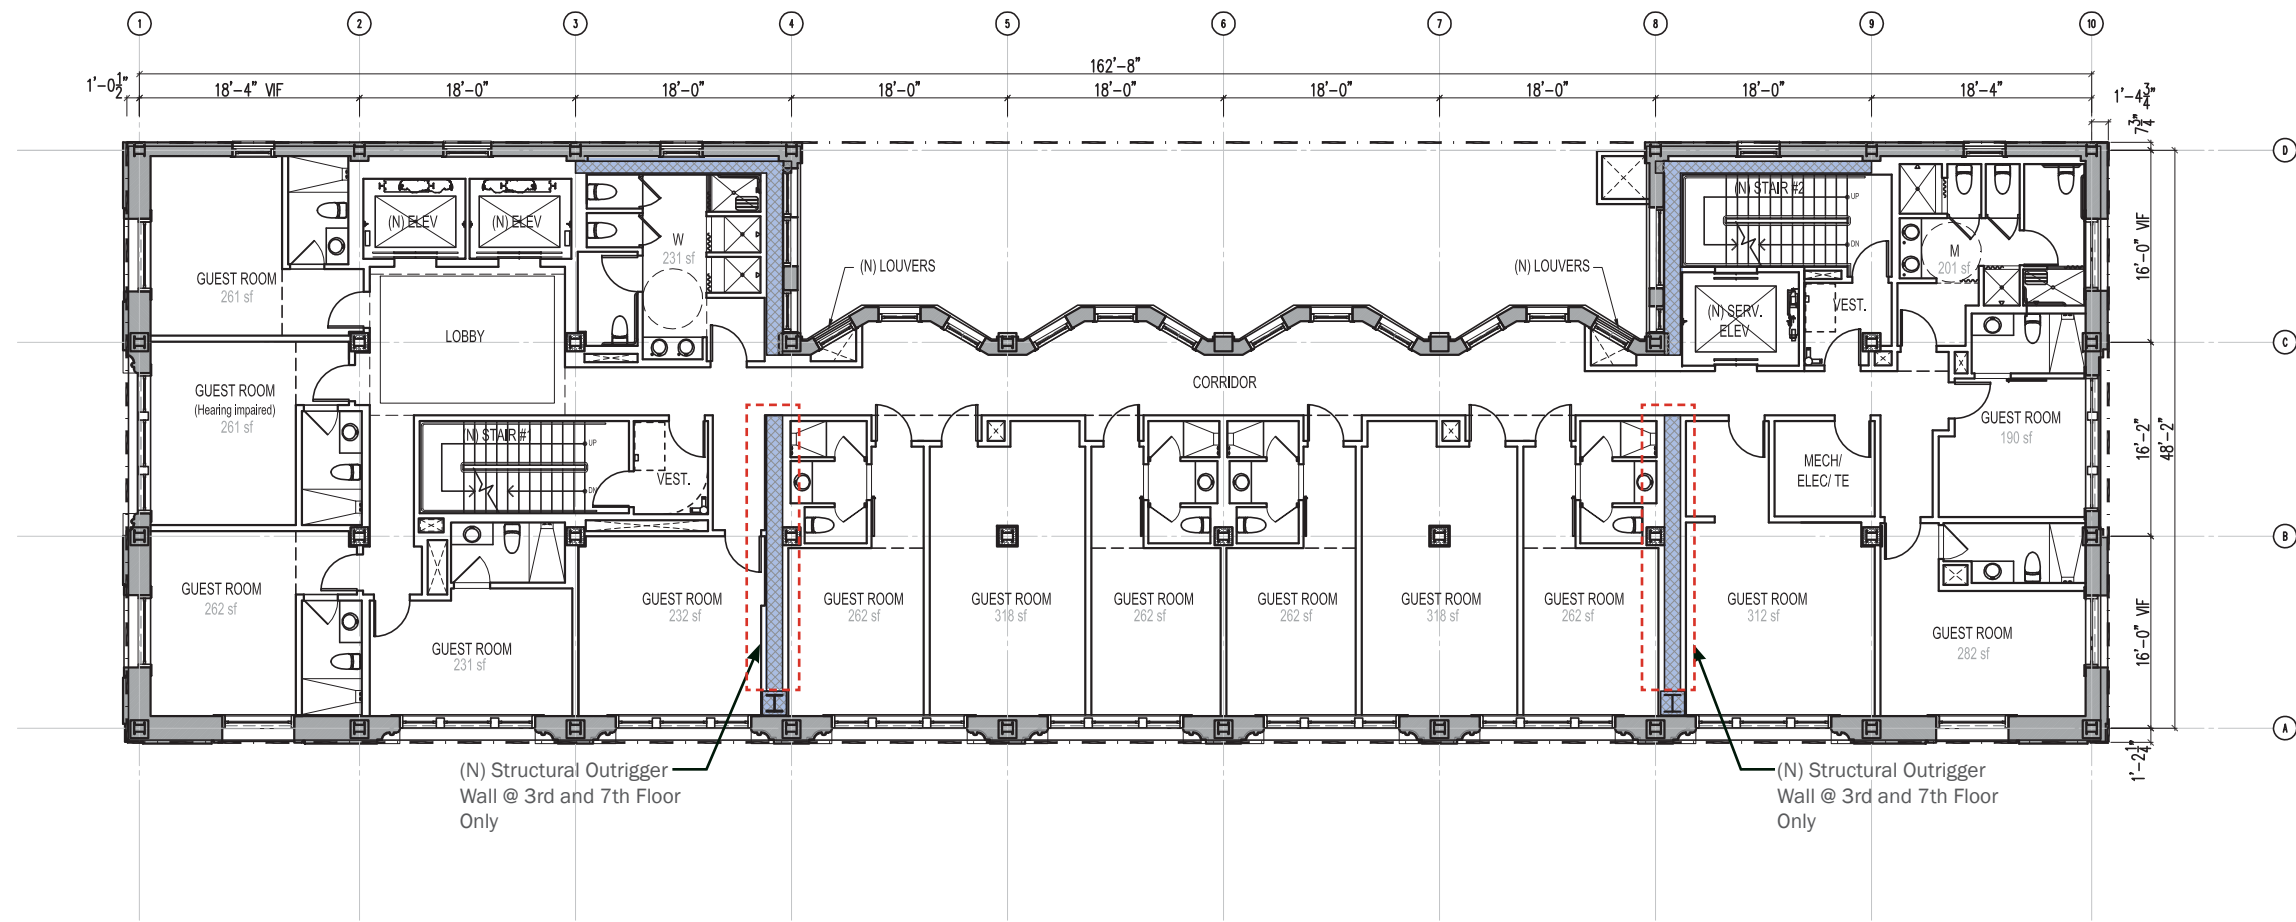 1 2 3 4 5 6 7 8 9 10
162'-8"
1'-0½" 18'-4" VIF 18'-0" 18'-0" 18'-0" 18'-0" 18'-0" 18'-0" 18'-0" 18'-4" 1'-4¾"
7¾"
D
(N) ELEV
(N) ELEV
W
231 sf
(N) STAIR #2
UP
DN
M
201 sf
16'-0" VIF
GUEST ROOM
261 sf
(N) LOUVERS
(N) LOUVERS
(N) SERV.
ELEV
VEST.
LOBBY
C
CORRIDOR
GUEST ROOM
(Hearing impaired)
261 sf
N) STAIR #1
UP
DN
VEST.
MECH/
ELEC/ TE
GUEST ROOM
190 sf
16'-2"
48'-2"
B
GUEST ROOM
262 sf
GUEST ROOM
231 sf
GUEST ROOM
232 sf
GUEST ROOM
262 sf
GUEST ROOM
318 sf
GUEST ROOM
262 sf
GUEST ROOM
262 sf
GUEST ROOM
318 sf
GUEST ROOM
262 sf
GUEST ROOM
312 sf
GUEST ROOM
282 sf
16'-0" VIF
A
1'-2¼"
(N) Structural Outrigger
Wall @ 3rd and 7th Floor
Only
(N) Structural Outrigger
Wall @ 3rd and 7th Floor
Only